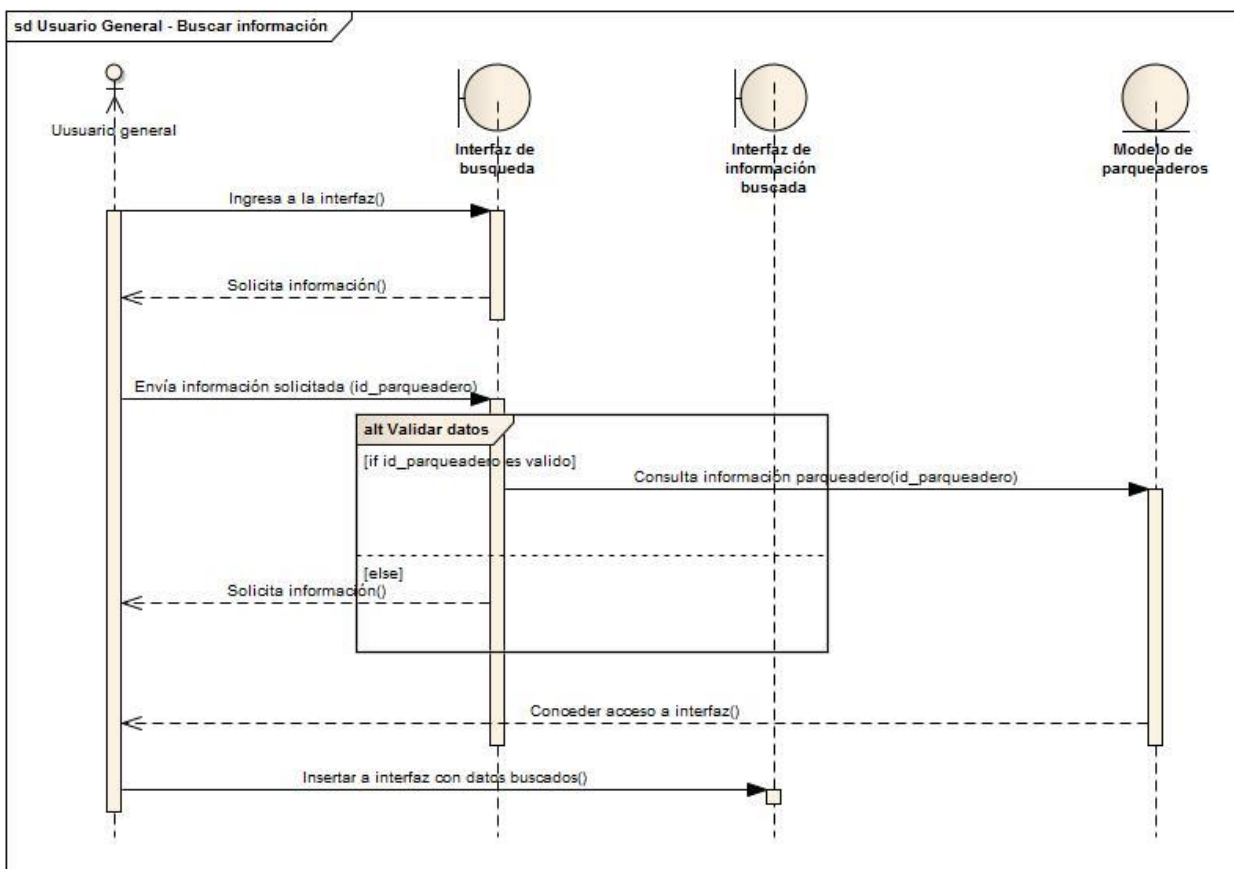 sd Usuario General - Buscar información
Uusuario general
Interfaz de
busqueda
Interfaz de
información
buscada
Modelo de
parqueaderos
Ingresa a la interfaz()
Solicita información()
Envía información solicitada (id_parqueadero)
alt Validar datos
[if id_parqueadero es valido]
Consulta información parqueadero(id_parqueadero)
[else]
Solicita información()
Conceder acceso a interfaz()
Insertar a interfaz con datos buscados()